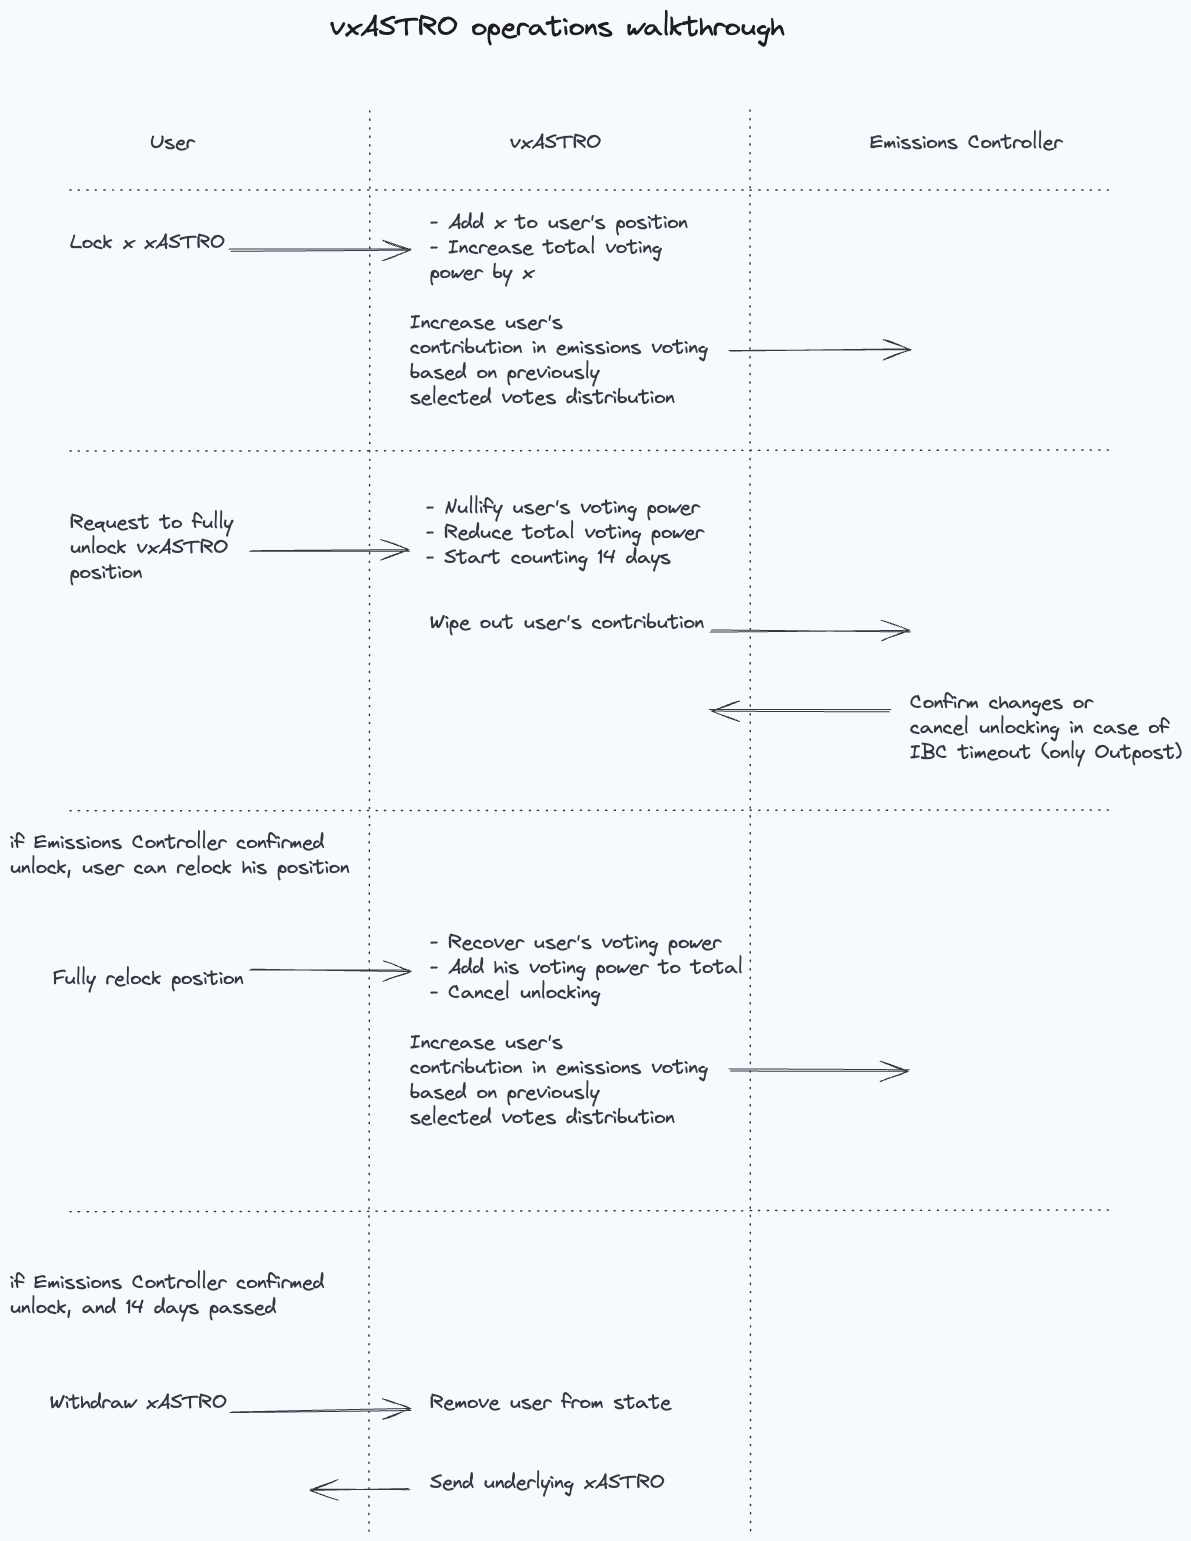 vxASTRO operations walkthrough
User
vxASTRO
Emissions Controller
Lock x xASTRO
- Add x to user's position
- Increase total voting
power by x
Increase user's
contribution in emissions voting
based on previously
selected votes distribution
Request to fully
unlock vxASTRO
position
- Nullify user's voting power
- Reduce total voting power
- Start counting 14 days
Wipe out user's contribution
Confirm changes or
cancel unlocking in case of
IBC timeout (only Outpost)
if Emissions Controller confirmed
unlock, user can relock his position
Fully relock position
- Recover user's voting power
- Add his voting power to total
- Cancel unlocking
Increase user's
contribution in emissions voting
based on previously
selected votes distribution
if Emissions Controller confirmed
unlock, and 14 days passed
Withdraw xASTRO
Remove user from state
Send underlying xASTRO